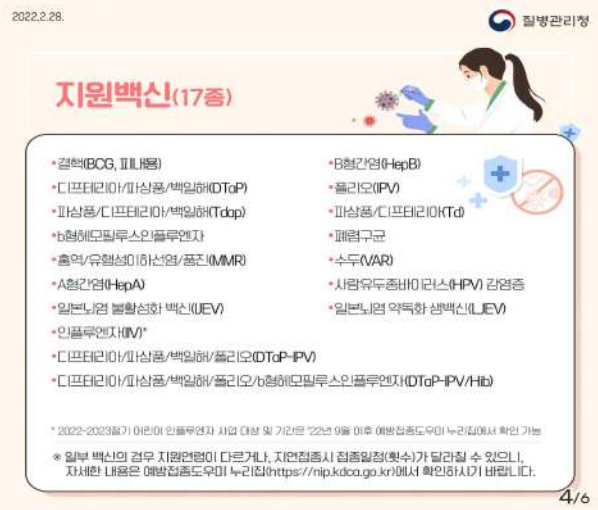 2022.2.28.
질병관리청
지원백신(17종)
*결핵(BCG, 피내용)
*B형간염(HepB)
*디프테리아/파상풍/백일해(DTaP)
*폴리오(IPV)
*파상풍/디프테리아/백일해(Tdap)
*파상풍/디프테리아(Td)
*b형헤모필루스인플루엔자
*폐렴구균
*홍역/유행성이하선염/풍진(MMR)
*수두(VAR)
*A형간염(HepA)
*사람유두종바이러스(HPV) 감염증
*일본뇌염 불활성화 백신(IJEV)
*일본뇌염 약독화 생백신(LJEV)
*인플루엔자(IIV)*
*디프테리아/파상풍/백일해/폴리오(DTaP-IPV)
*디프테리아/파상풍/백일해/폴리오/b형헤모필루스인플루엔자(DTaP-IPV/Hib)
* 2022-2023절기 어린이 인플루엔자 사업 대상 및 기간은 '22년 9월 이후 예방접종도우미 누리집에서 확인 가능
※ 일부 백신의 경우 지원연령이 다르거나, 지연접종시 접종일정(횟수)가 달라질 수 있으니,
자세한 내용은 예방접종도우미 누리집(https://nip.kdca.go.kr)에서 확인하시기 바랍니다.
4/6